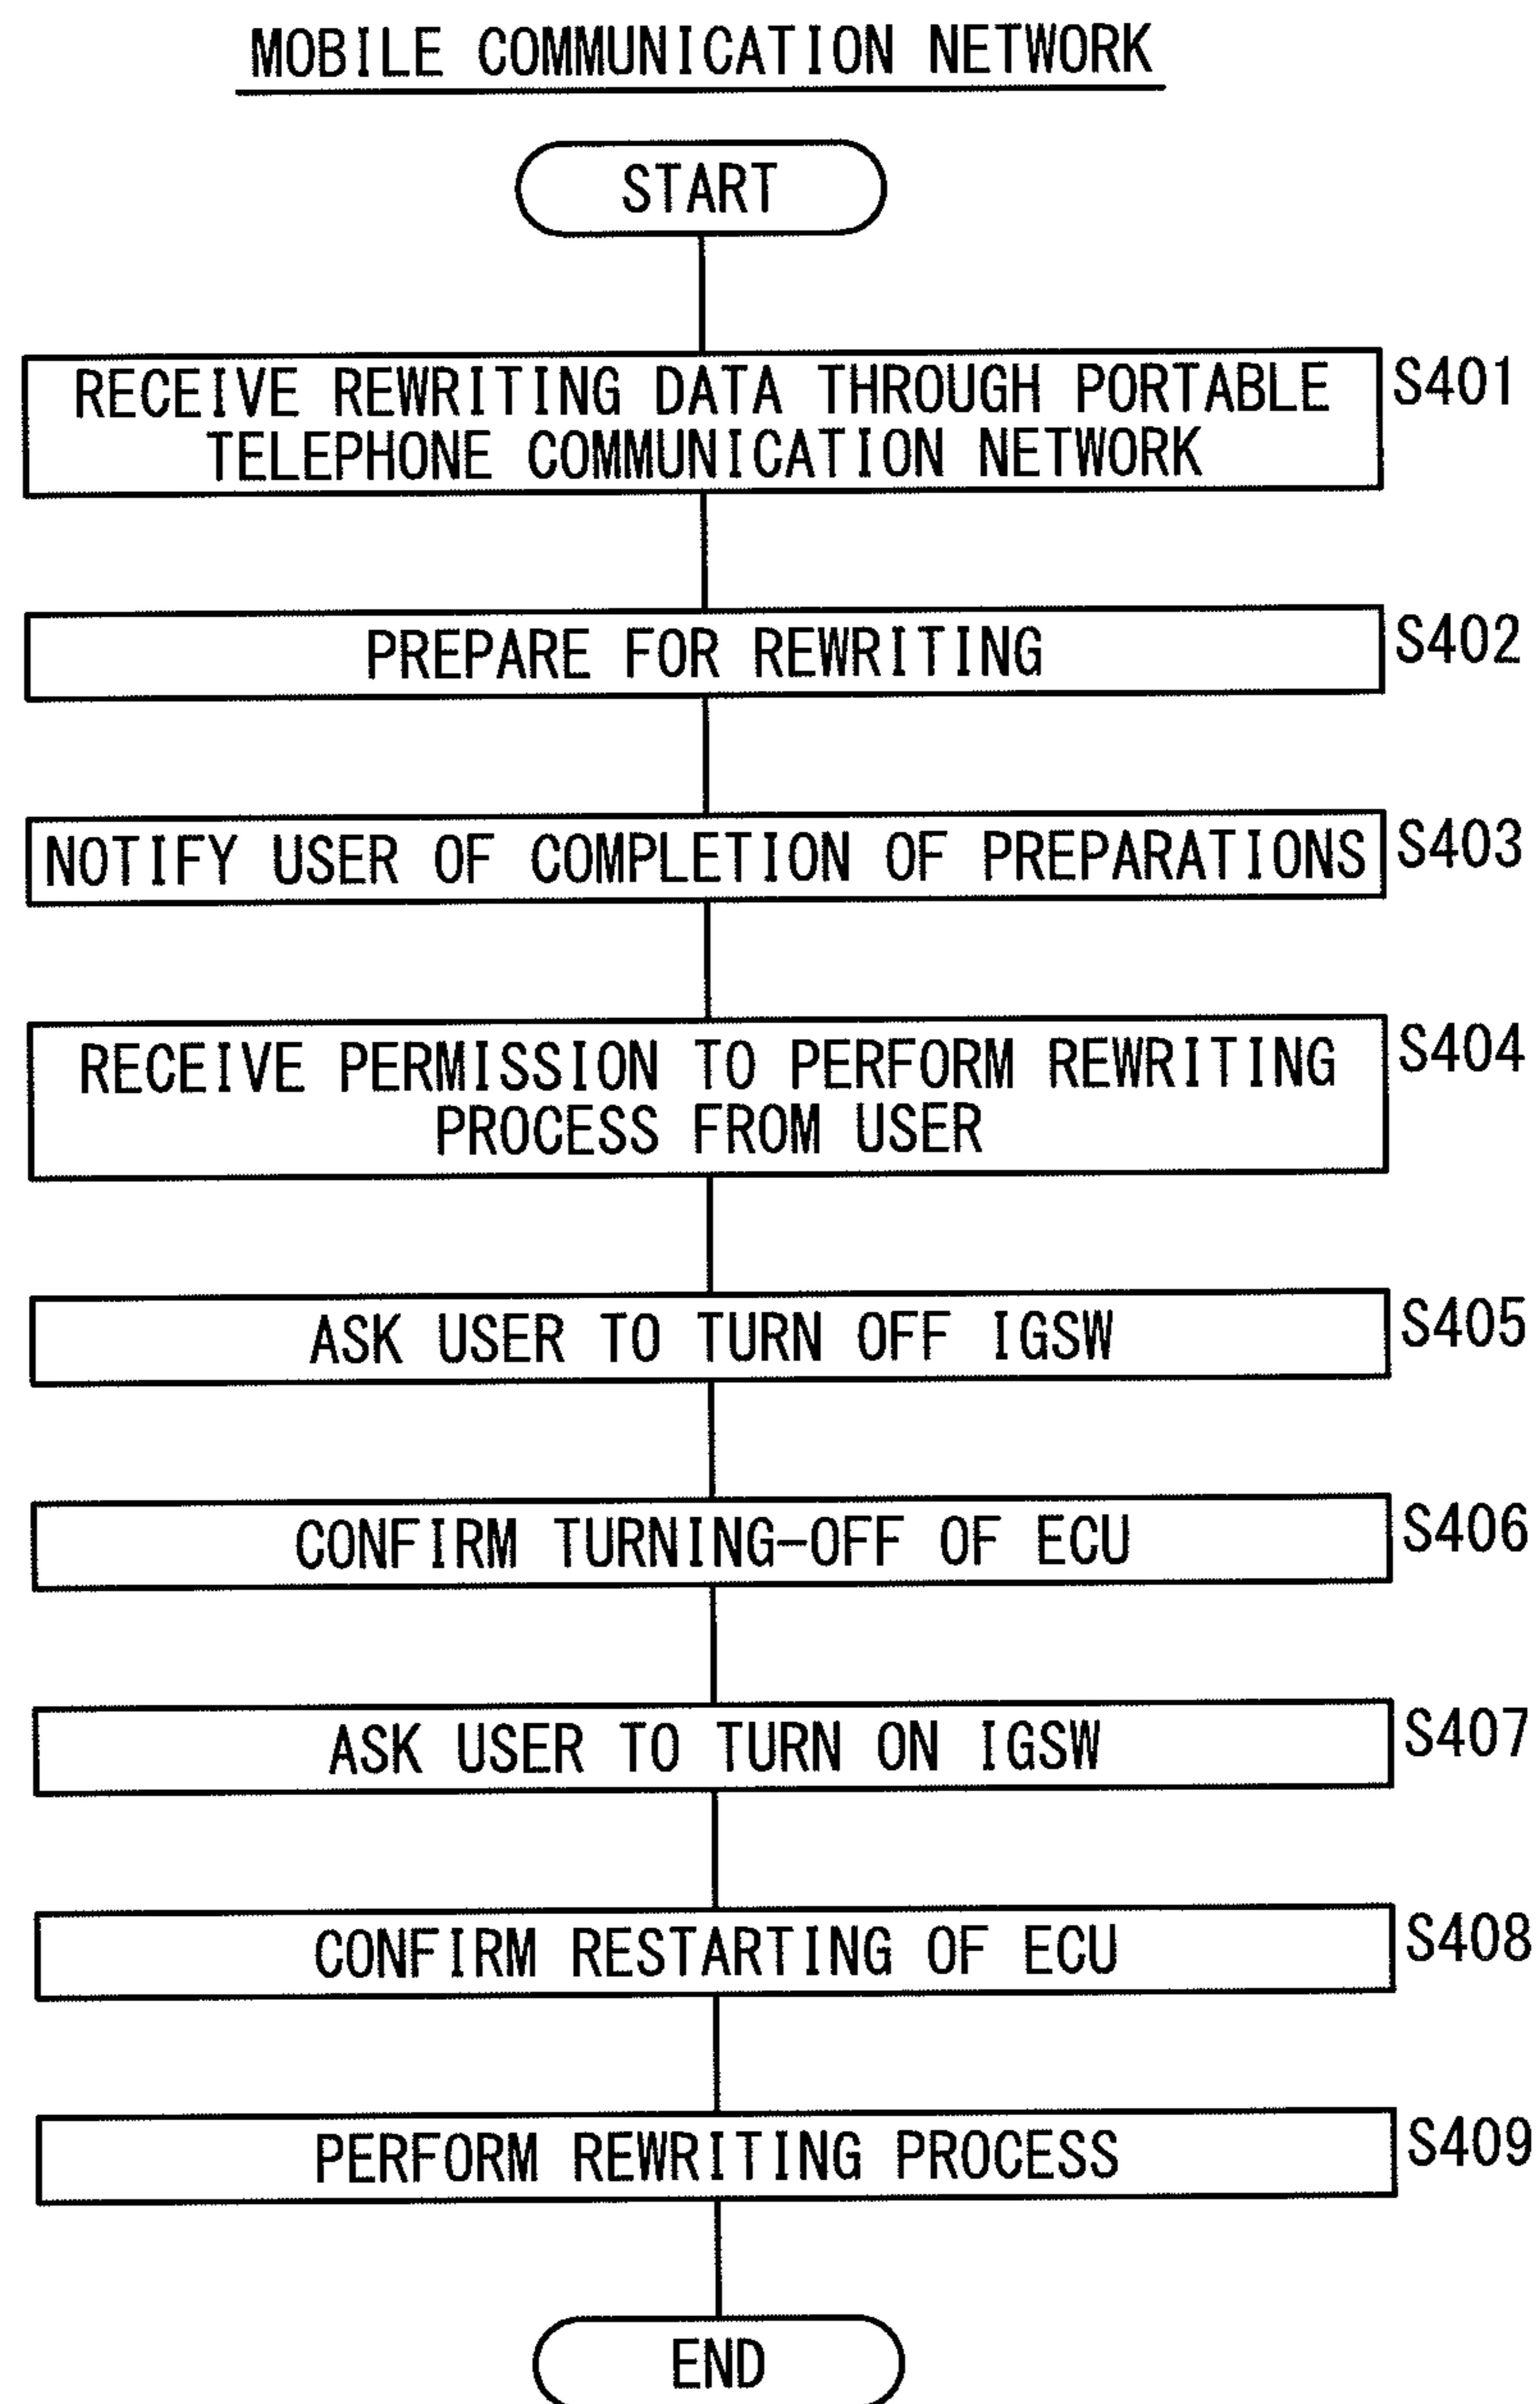 MOBILE COMMUNICATION NETWORK
START
RECEIVE REWRITING DATA THROUGH PORTABLE
TELEPHONE COMMUNICATION NETWORK
S401
PREPARE FOR REWRITING
S402
NOTIFY USER OF COMPLETION OF PREPARATIONS
S403
RECEIVE PERMISSION TO PERFORM REWRITING
PROCESS FROM USER
S404
ASK USER TO TURN OFF IGSW
S405
CONFIRM TURNING-OFF OF ECU
S406
ASK USER TO TURN ON IGSW
S407
CONFIRM RESTARTING OF ECU
S408
PERFORM REWRITING PROCESS
S409
END